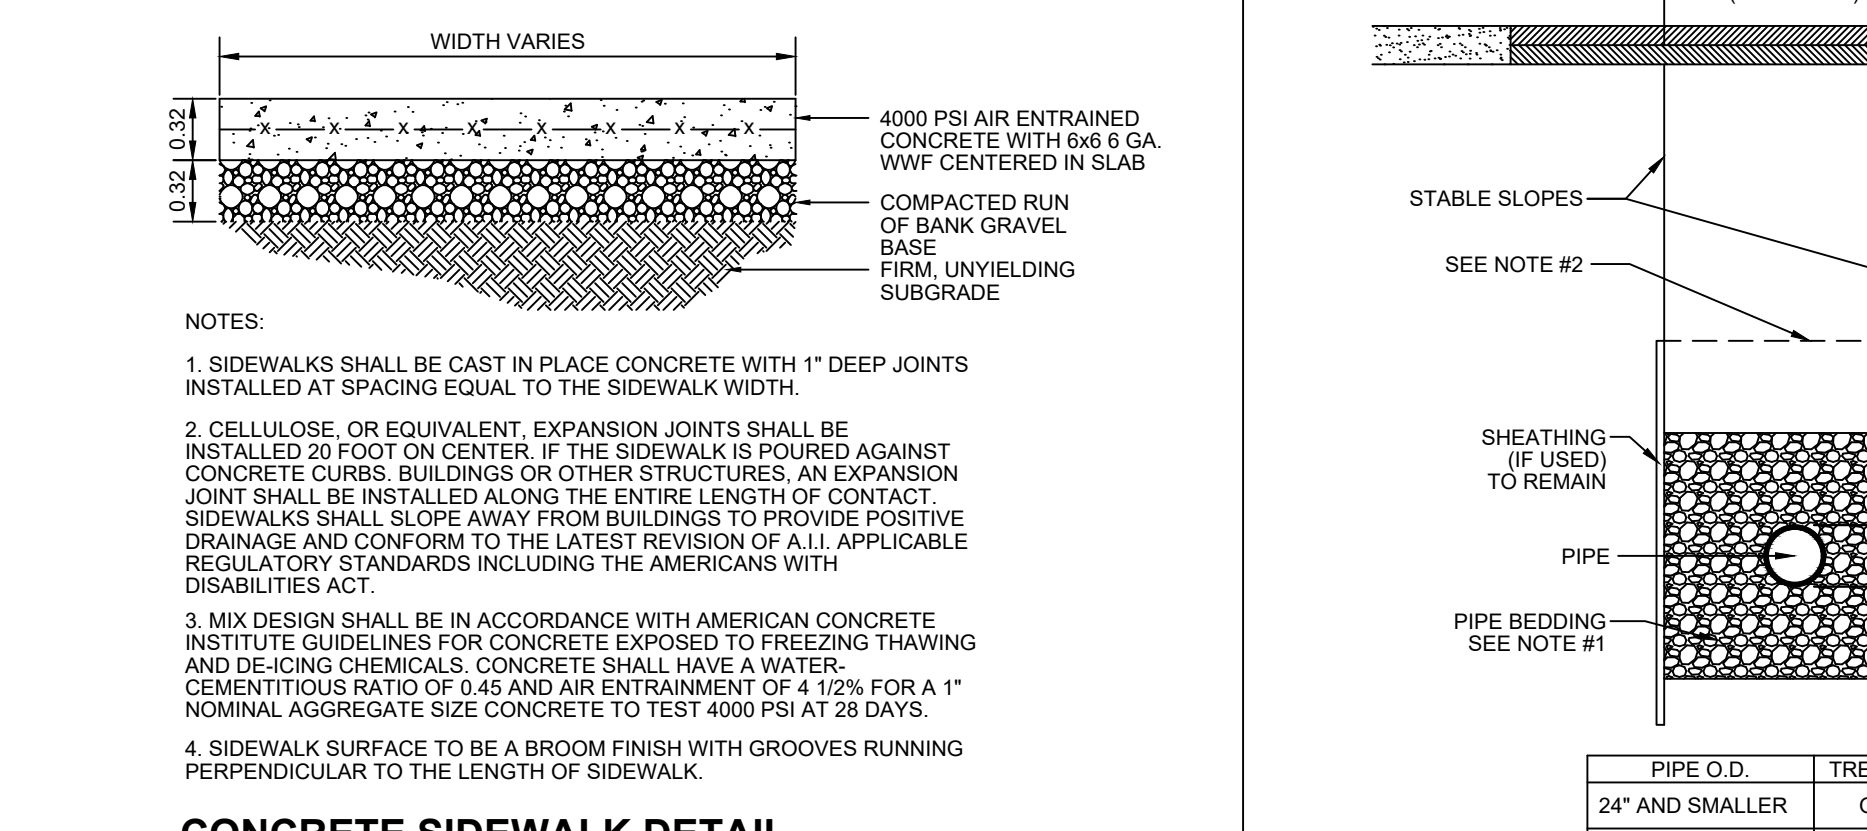 WIDTH VARIES
0.32
0.32
4000 PSI AIR ENTRAINED
CONCRETE WITH 6x6 6 GA.
WWF CENTERED IN SLAB
COMPACTED RUN
OF BANK GRAVEL
BASE
FIRM, UNYIELDING
SUBGRADE
X X X X X X X X
NOTES:
1. SIDEWALKS SHALL BE CAST IN PLACE CONCRETE WITH 1" DEEP JOINTS
INSTALLED AT SPACING EQUAL TO THE SIDEWALK WIDTH.
2. CELLULOSE, OR EQUIVALENT, EXPANSION JOINTS SHALL BE
INSTALLED 20 FOOT ON CENTER. IF THE SIDEWALK IS POURED AGAINST
CONCRETE CURBS. BUILDINGS OR OTHER STRUCTURES, AN EXPANSION
JOINT SHALL BE INSTALLED ALONG THE ENTIRE LENGTH OF CONTACT.
SIDEWALKS SHALL SLOPE AWAY FROM BUILDINGS TO PROVIDE POSITIVE
DRAINAGE AND CONFORM TO THE LATEST REVISION OF A.I.I. APPLICABLE
REGULATORY STANDARDS INCLUDING THE AMERICANS WITH
DISABILITIES ACT.
3. MIX DESIGN SHALL BE IN ACCORDANCE WITH AMERICAN CONCRETE
INSTITUTE GUIDELINES FOR CONCRETE EXPOSED TO FREEZING THAWING
AND DE-ICING CHEMICALS. CONCRETE SHALL HAVE A WATER-
CEMENTITIOUS RATIO OF 0.45 AND AIR ENTRAINMENT OF 4 1/2% FOR A 1"
NOMINAL AGGREGATE SIZE CONCRETE TO TEST 4000 PSI AT 28 DAYS.
4. SIDEWALK SURFACE TO BE A BROOM FINISH WITH GROOVES RUNNING
PERPENDICULAR TO THE LENGTH OF SIDEWALK.
CONCRETE SIDEWALK DETAIL
STABLE SLOPES
SEE NOTE #2
SHEATHING
(IF USED)
TO REMAIN
PIPE
PIPE BEDDING
SEE NOTE #1
PIPE O.D.
24" AND SMALLER